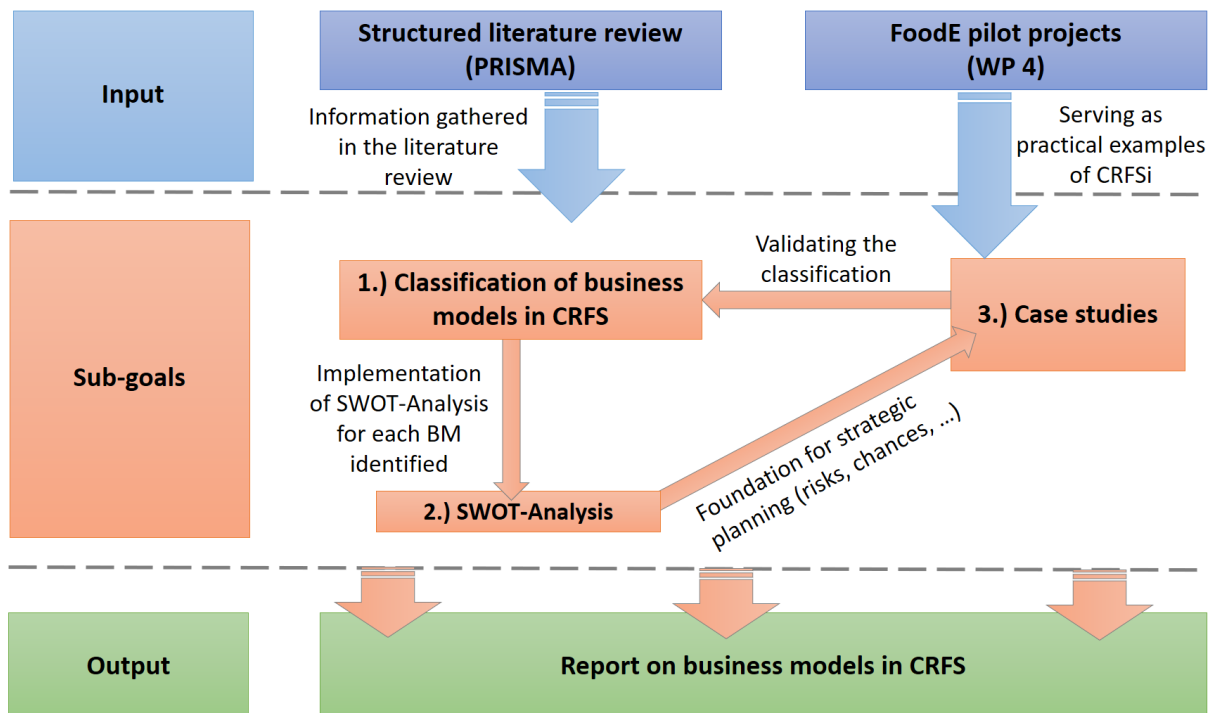 Input
Structured literature review
(PRISMA)
FoodE pilot projects
(WP 4)
Information gathered
in the literature
review
Serving as
practical examples
of CRFSi
Sub-goals
1.) Classification of business
models in CRFS
Validating the
classification
3.) Case studies
Implementation
of SWOT-Analysis
for each BM
identified
2.) SWOT-Analysis
Foundation for strategic
planning (risks, chances, ...)
Output
Report on business models in CRFS